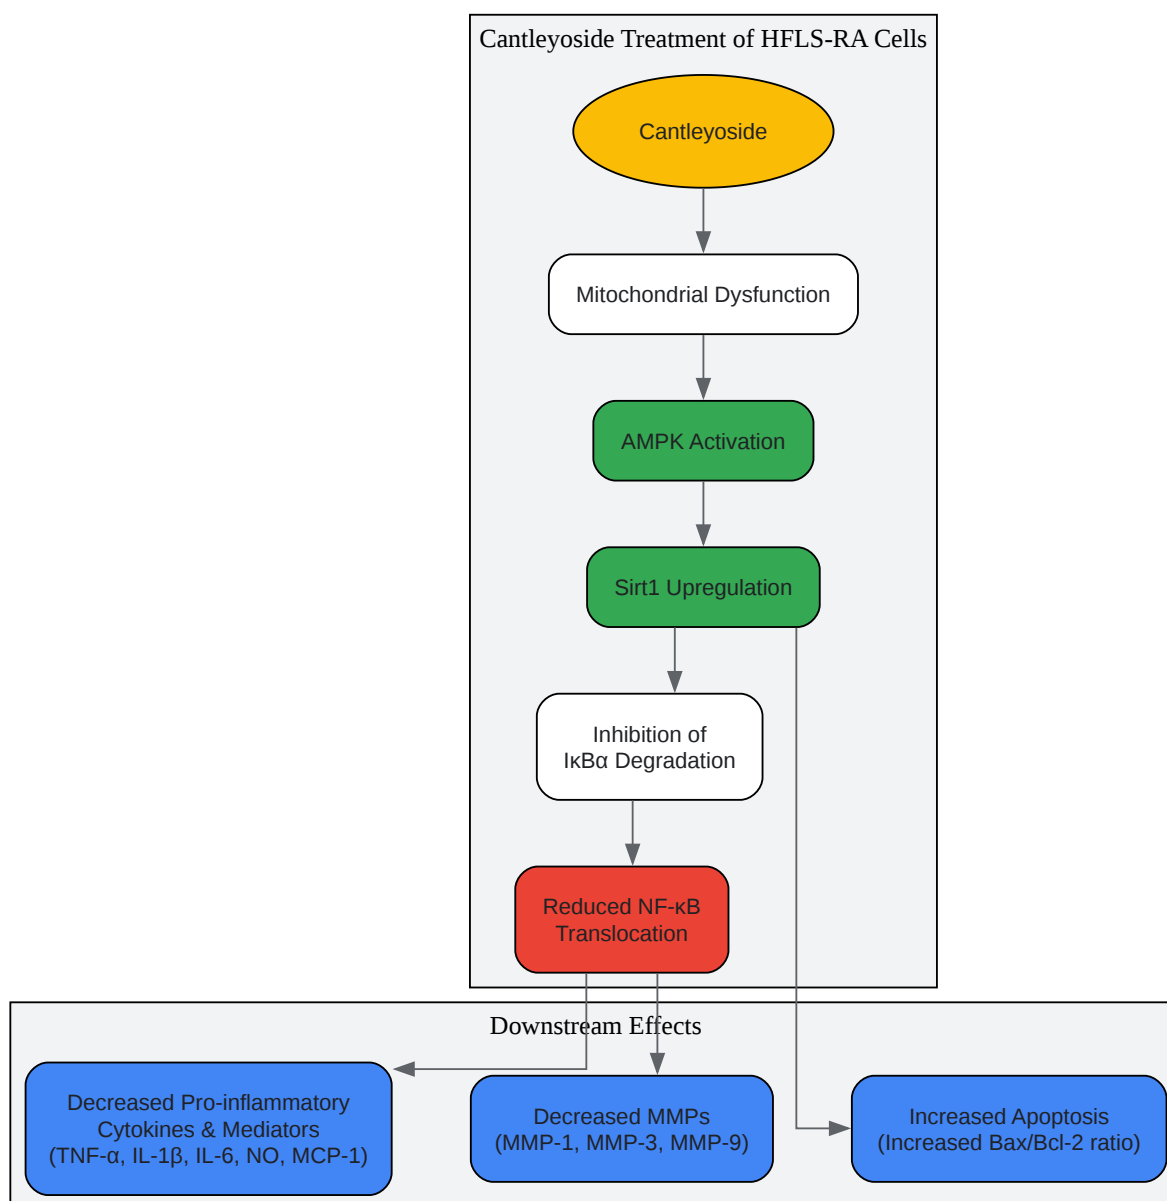 Cantleyoside Treatment of HFLS-RA Cells
Cantleyoside
Mitochondrial Dysfunction
AMPK Activation
Sirt1 Upregulation
Inhibition of
IκBα Degradation
Reduced NF-κB
Translocation
Downstream Effects
Decreased Pro-inflammatory
Cytokines & Mediators
(TNF-α, IL-1β, IL-6, NO, MCP-1)
Decreased MMPs
(MMP-1, MMP-3, MMP-9)
Increased Apoptosis
(Increased Bax/Bcl-2 ratio)